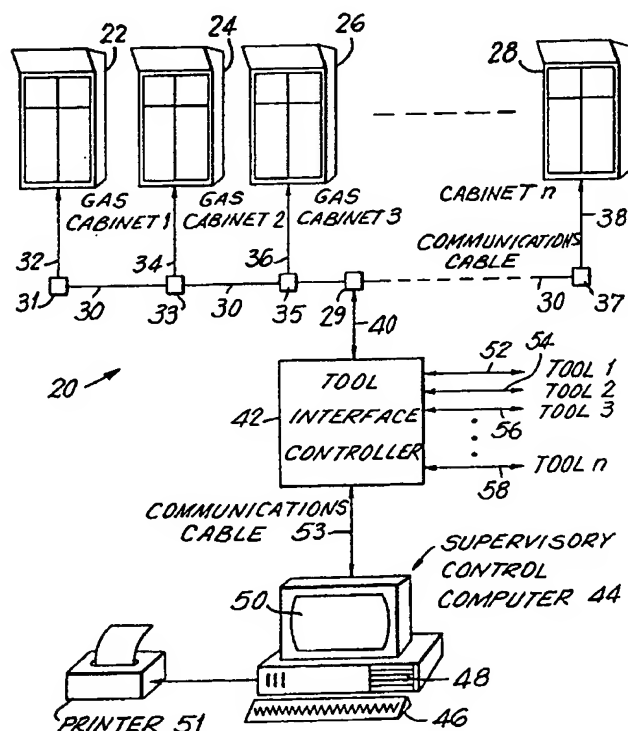 22
24
26
28
GAS CABINET 1
GAS CABINET 2
GAS CABINET 3
CABINET n
32
34
36
38
COMMUNICATIONS CABLE
31
30
33
30
35
29
30
37
40
20
42
TOOL INTERFACE CONTROLLER
52
TOOL 1
54
TOOL 2
TOOL 3
56
TOOL n
58
COMMUNICATIONS CABLE
53
SUPERVISORY CONTROL COMPUTER 44
50
48
46
PRINTER 51